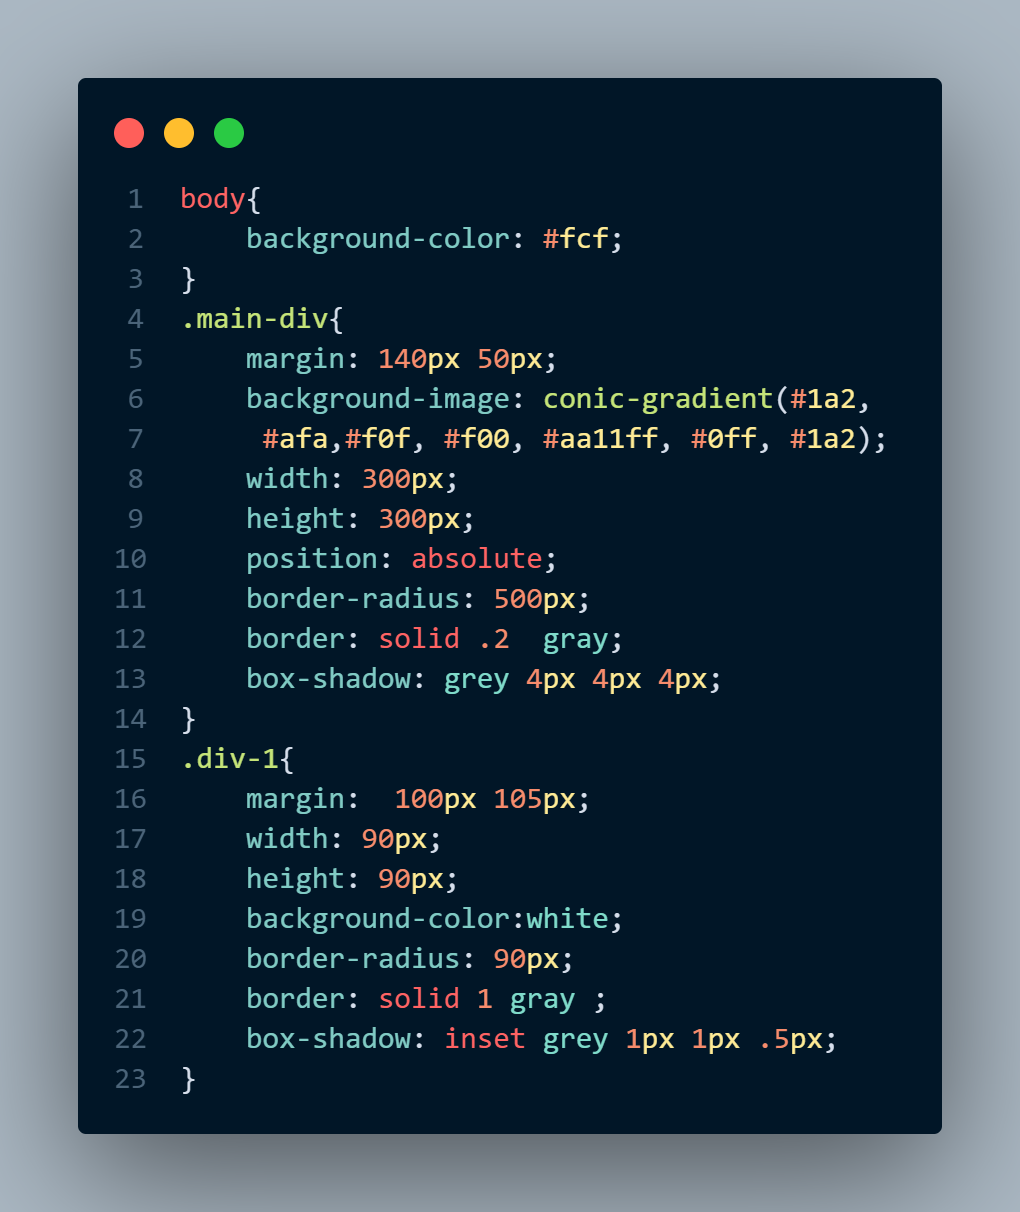 1 body{
2 background-color: #fcf;
3 }
4 .main-div{
5 margin: 140px 50px;
6 background-image: conic-gradient(#1a2,
7 #afa,#f0f, #f00, #aa11ff, #0ff, #1a2);
8 width: 300px;
9 height: 300px;
10 position: absolute;
11 border-radius: 500px;
12 border: solid .2  gray;
13 box-shadow: grey 4px 4px 4px;
14 }
15 .div-1{
16 margin:  100px 105px;
17 width: 90px;
18 height: 90px;
19 background-color:white;
20 border-radius: 90px;
21 border: solid 1 gray ;
22 box-shadow: inset grey 1px 1px .5px;
23 }